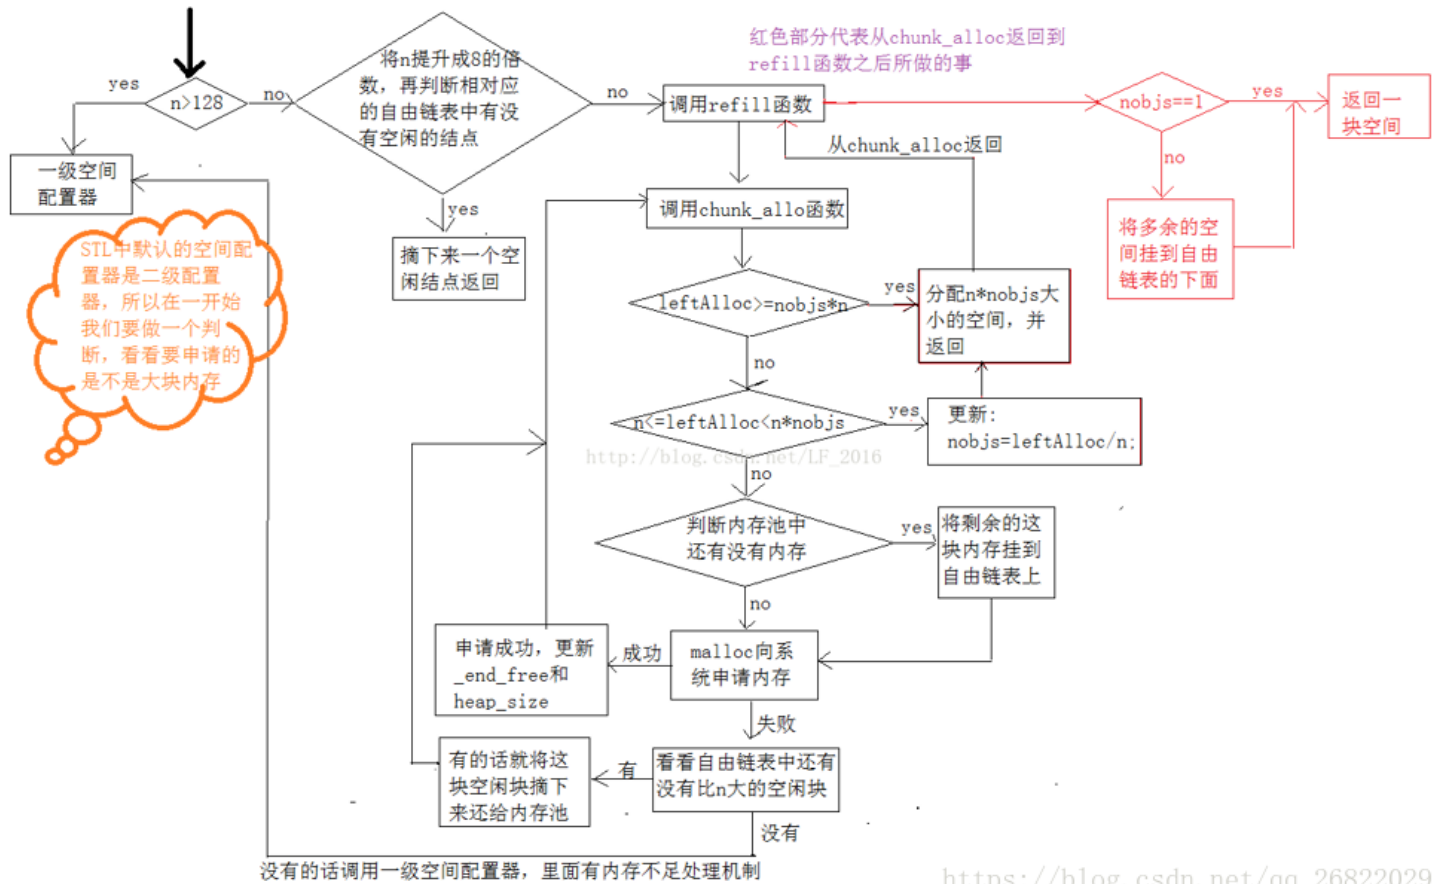 红色部分代表从chunk_alloc返回到
refill函数之后所做的事
yes
n>128
no
将n提升成8的倍
数，再判断相对应
的自由链表中有没
有空闲的结点
no
调用refill函数
nobjs==1
yes
返回一
块空间
从chunk_alloc返回
no
一级空间
配置器
yes
调用chunk_allo函数
将多余的空
间挂到自由
链表的下面
摘下来一个空
闲结点返回
STL中默认的空间配
置器是二级配置
器，所以在一开始
我们要做一个判
断，看看要申请的
是不是大块内存
leftAlloc>=nobjs*n
yes
分配n*nobjs大
小的空间，并
返回
no
n<=leftAlloc<n*nobjs
yes
更新:
nobjs=leftAlloc/n;
http://blog.csdn.net/LF_2016
no
判断内存池中
还有没有内存
yes
将剩余的这
块内存挂到
自由链表上
no
申请成功，更新
_end_free和
heap_size
成功
malloc向系
统申请内存
失败
有的话就将这
块空闲块摘下
来还给内存池
有
看看自由链表中还有
没有比n大的空闲块
没有
没有的话调用一级空间配置器，里面有内存不足处理机制
https://blog.csdn.net/qq_26822029